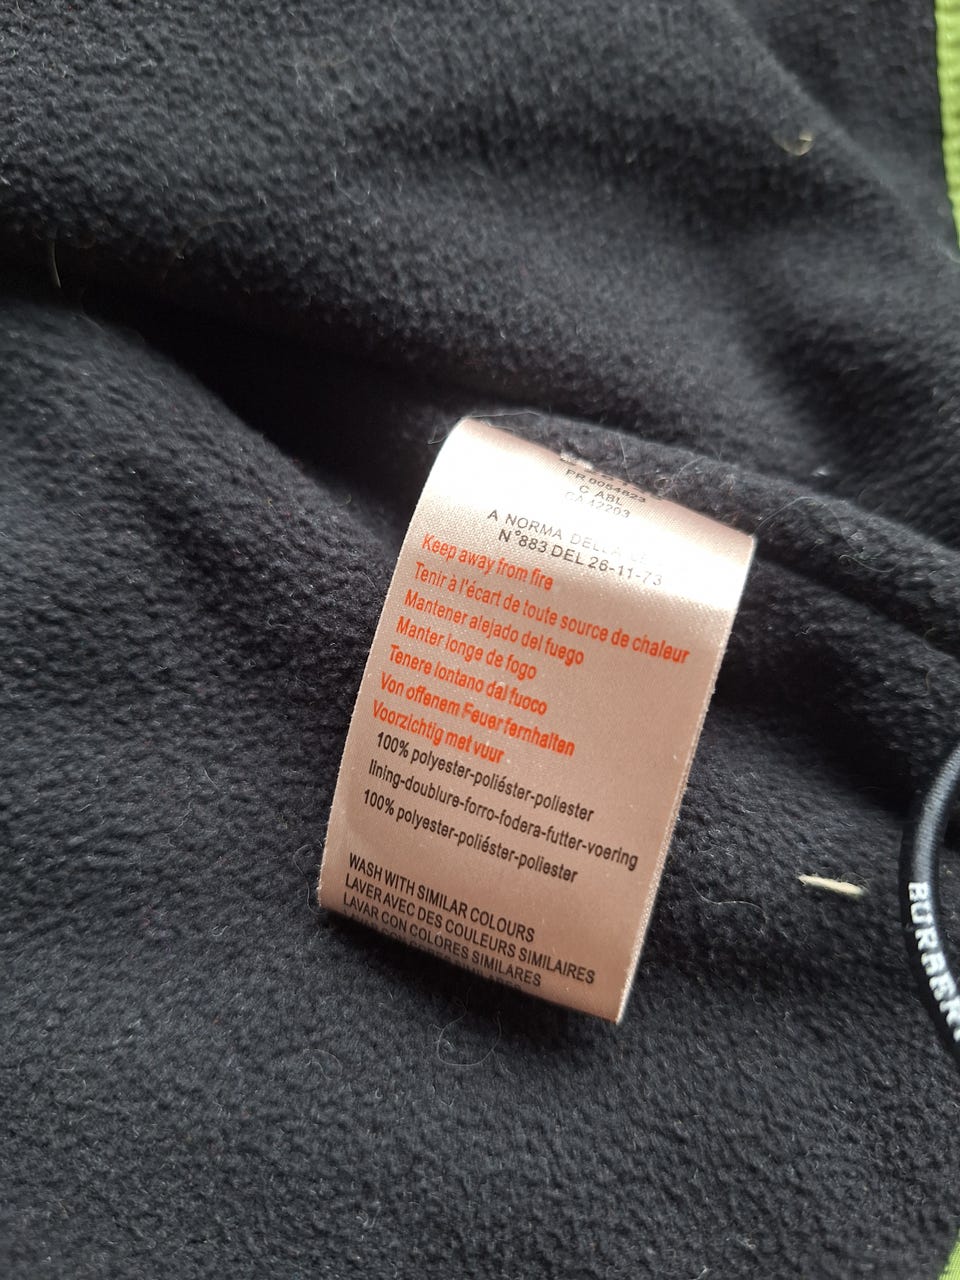 C ABL
A NORMA DELLA
N°883 DEL 26-11-73
Keep away from fire
Tenir à l'écart de toute source de chaleur
Mantener alejado del fuego
Manter longe de fogo
Tenere lontano dal fuoco
Von offenem Feuer fernhalten
Voorzichtig met vuur
100% polyester-poliéster-poliester
lining-doublure-forro-fodera-futter-voering
100% polyester-poliéster-poliester
WASH WITH SIMILAR COLOURS
LAVER AVEC DES COULEURS SIMILAIRES
LAVAR CON COLORES SIMILARES
BURBER